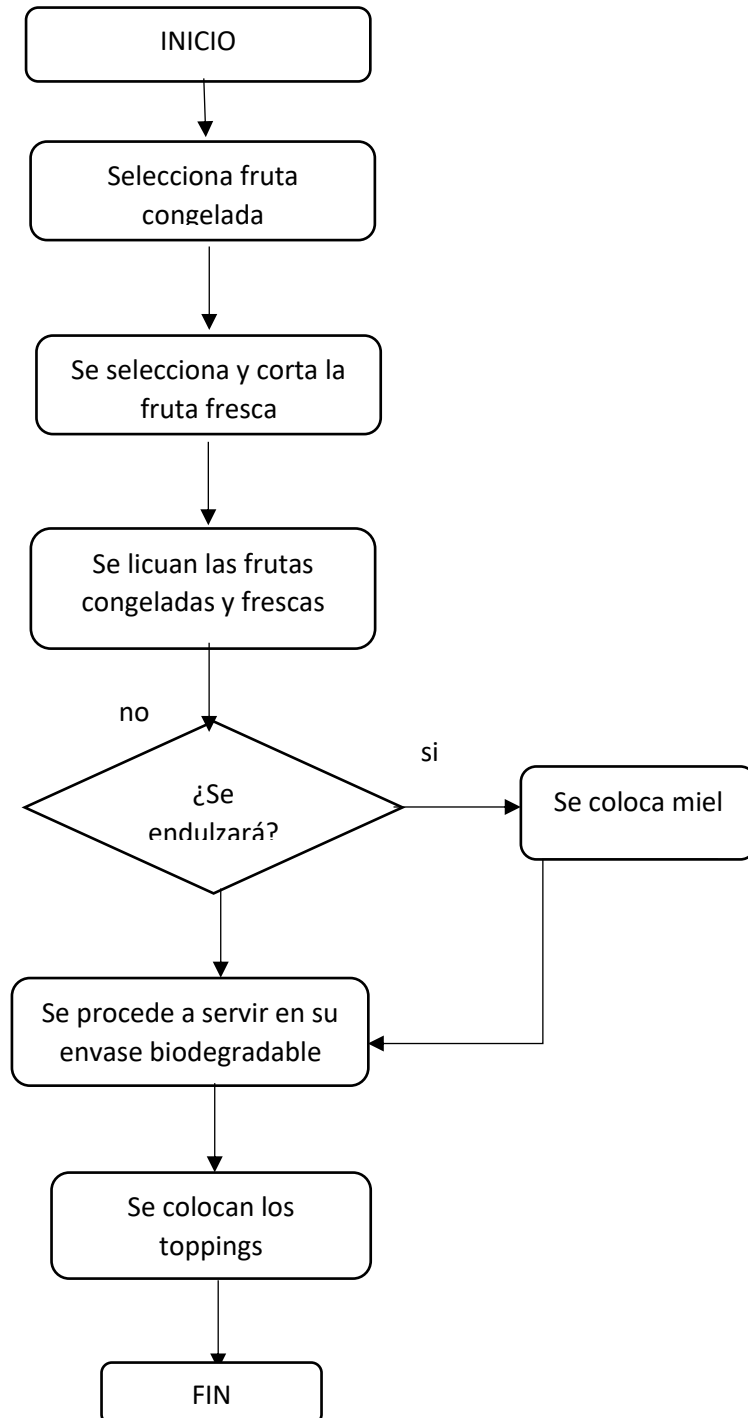 INICIO
Selecciona fruta
congelada
Se selecciona y corta la
fruta fresca
Se licuan las frutas
congeladas y frescas
no
si
¿Se
endulzará?
Se coloca miel
Se procede a servir en su
envase biodegradable
Se colocan los
toppings
FIN